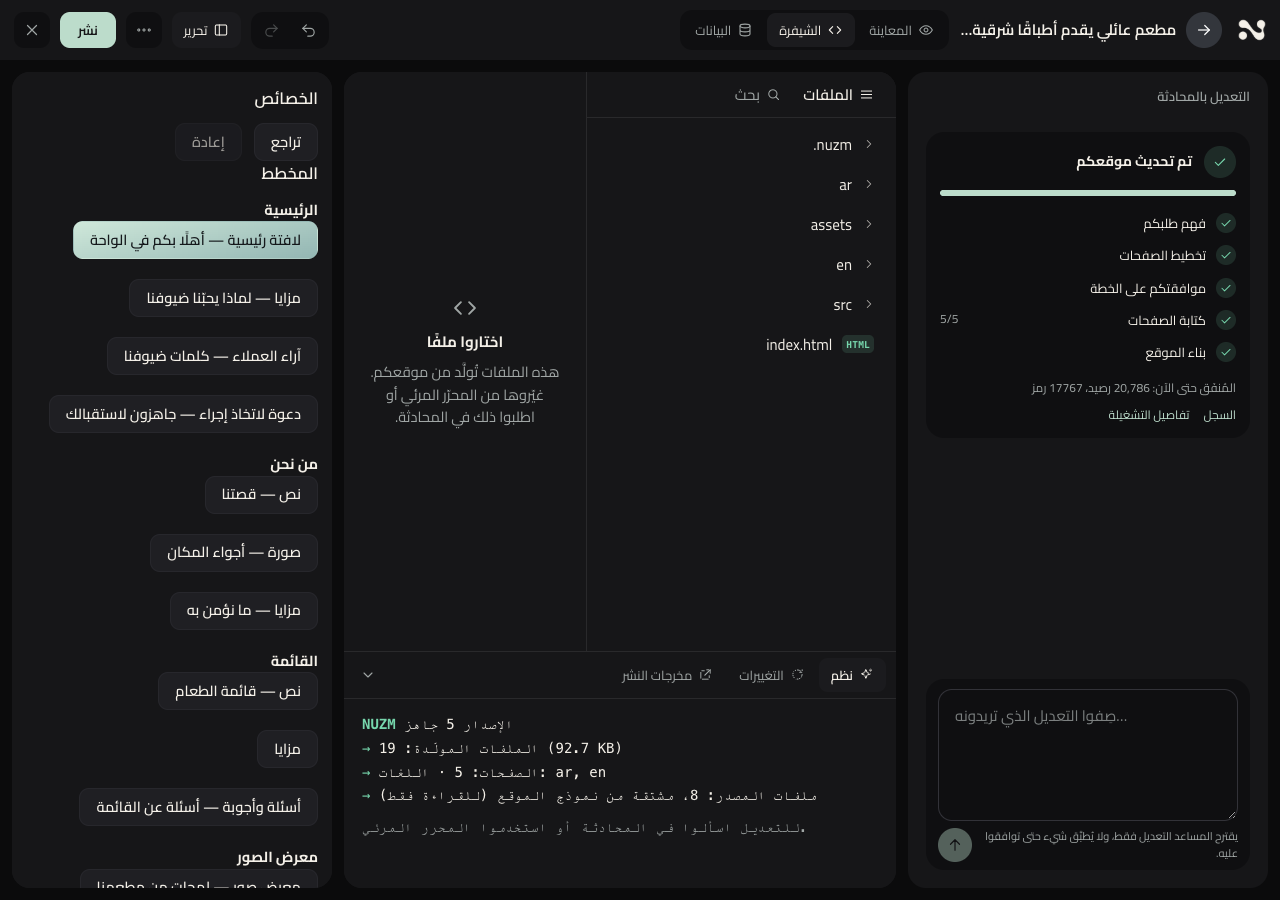 مطعم عائلي يقدم أطباقًا شرقية...
المعاينة
الشيفرة
البيانات
تحرير
نشر
التعديل بالمحادثة
تم تحديث موقعكم
فهم طلبكم
تخطيط الصفحات
موافقتكم على الخطة
كتابة الصفحات
5/5
بناء الموقع
المُنفَق حتى الآن: 20,786 رصيد، 17767 رمز
السجل
تفاصيل التشغيلة
صِفوا التعديل الذي تريدونه...
يقترح المساعد التعديل فقط، ولا يُطبَّق شيء حتى توافقوا
عليه.
الملفات
بحث
.nuzm
ar
assets
en
src
HTML index.html
اختاروا ملفًا
هذه الملفات تُولَّد من موقعكم.
غيّروها من المحرّر المرئي أو
اطلبوا ذلك في المحادثة.
نظم
التغييرات
مخرجات النشر
NUZM الإصدار 5 جاهز
→ الملفات المولّدة: 19 (92.7 KB)
→ الصفحات: 5 · اللغات: ar, en
→ ملفات المصدر: 8، مشتقة من نموذج الموقع (للقراءة فقط)
للتعديل اسألوا في المحادثة أو استخدموا المحرر المرئي.
الخصائص
تراجع
إعادة
المخطط
الرئيسية
لافتة رئيسية — أهلًا بكم في الواحة
مزايا — لماذا يحبّنا ضيوفنا
آراء العملاء — كلمات ضيوفنا
دعوة لاتخاذ إجراء — جاهزون لاستقبالك
من نحن
نص — قصتنا
صورة — أجواء المكان
مزايا — ما نؤمن به
القائمة
نص — قائمة الطعام
مزايا
أسئلة وأجوبة — أسئلة عن القائمة
معرض الصور
معرض صور — لمحات من مطعمنا